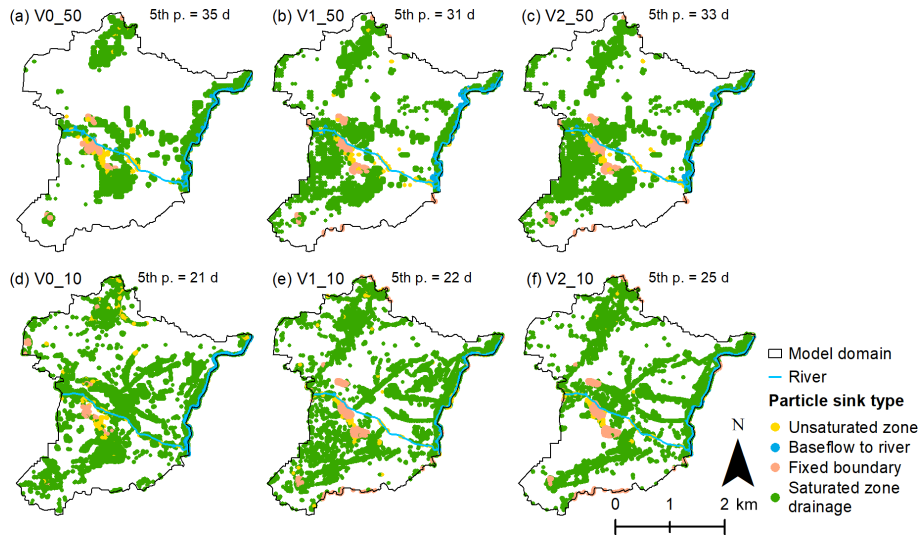 (a) V0_50 5th p. = 35 d
(b) V1_50 5th p. = 31 d
(c) V2_50 5th p. = 33 d
(d) V0_10 5th p. = 21 d
(e) V1_10 5th p. = 22 d
(f) V2_10 5th p. = 25 d
Model domain
River
Particle sink type
Unsaturated zone
Baseflow to river
Fixed boundary
Saturated zone
drainage
N
0 1 2 km